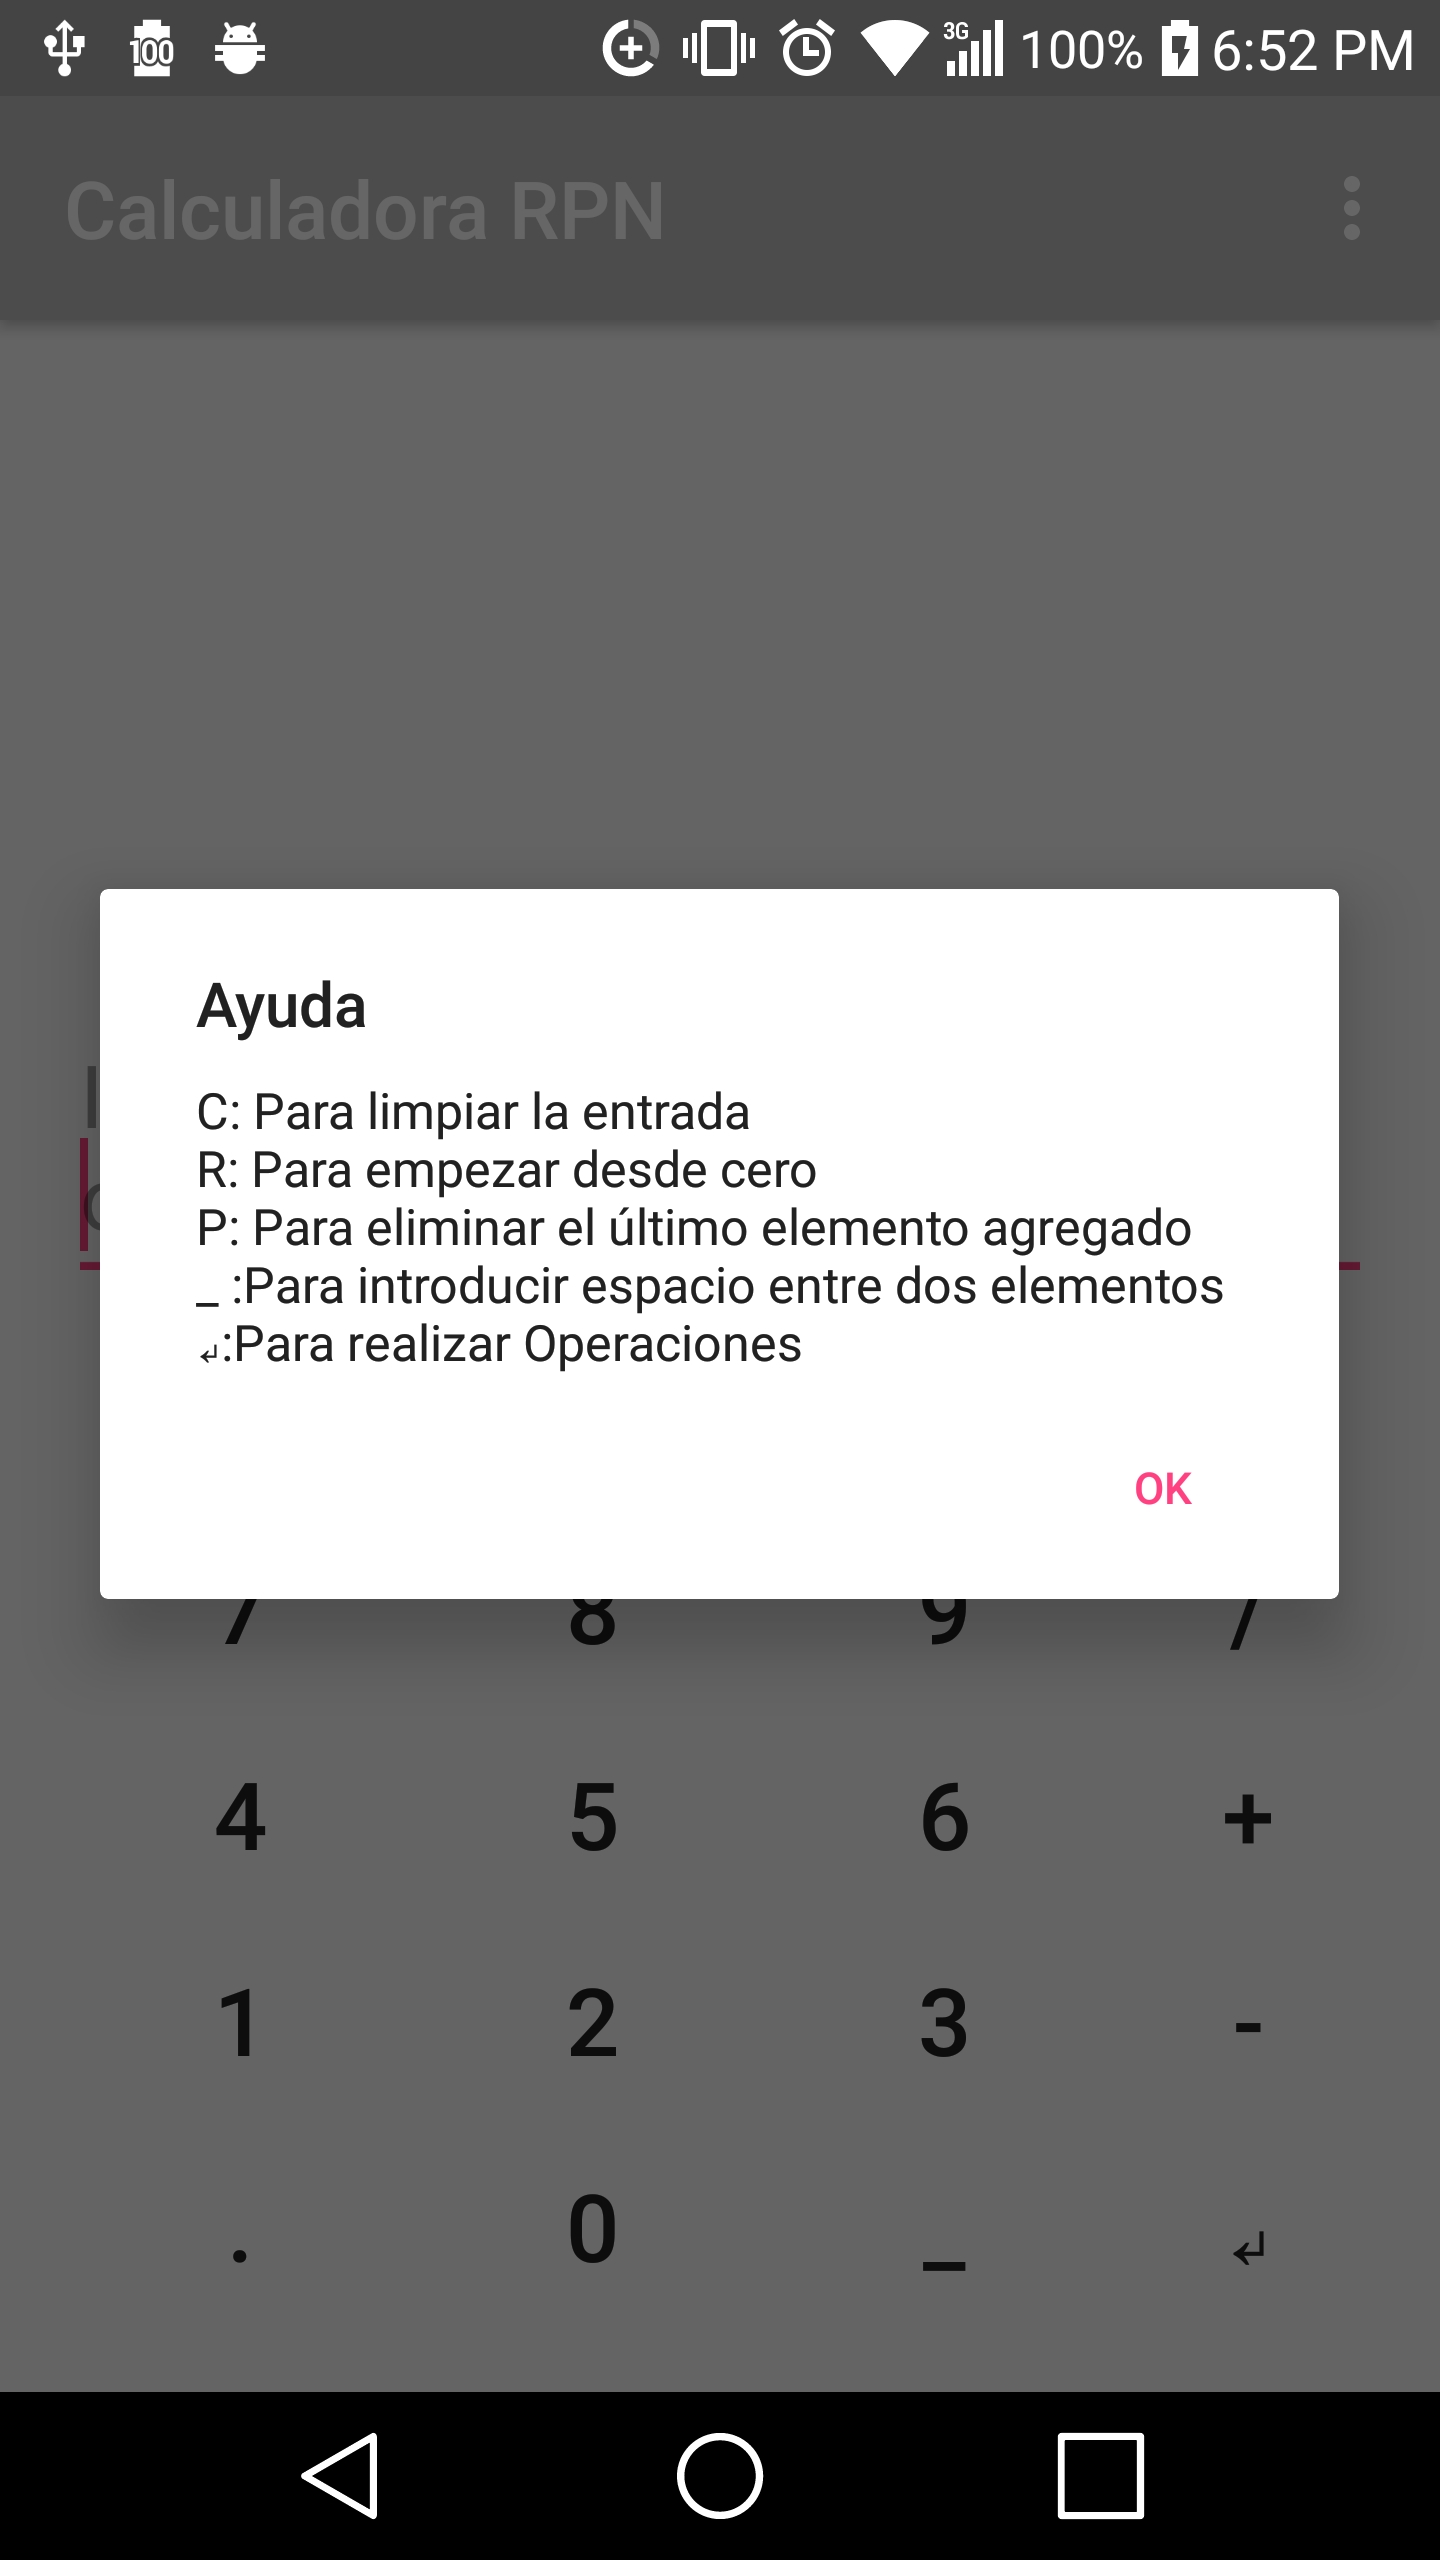 100 3G 100% 6:52 PM
Calculadora RPN
Ayuda
C: Para limpiar la entrada
R: Para empezar desde cero
P: Para eliminar el último elemento agregado
_ :Para introducir espacio entre dos elementos
↲:Para realizar Operaciones
OK
7 8 9 /
4 5 6 +
1 2 3 -
. 0 _ ↲